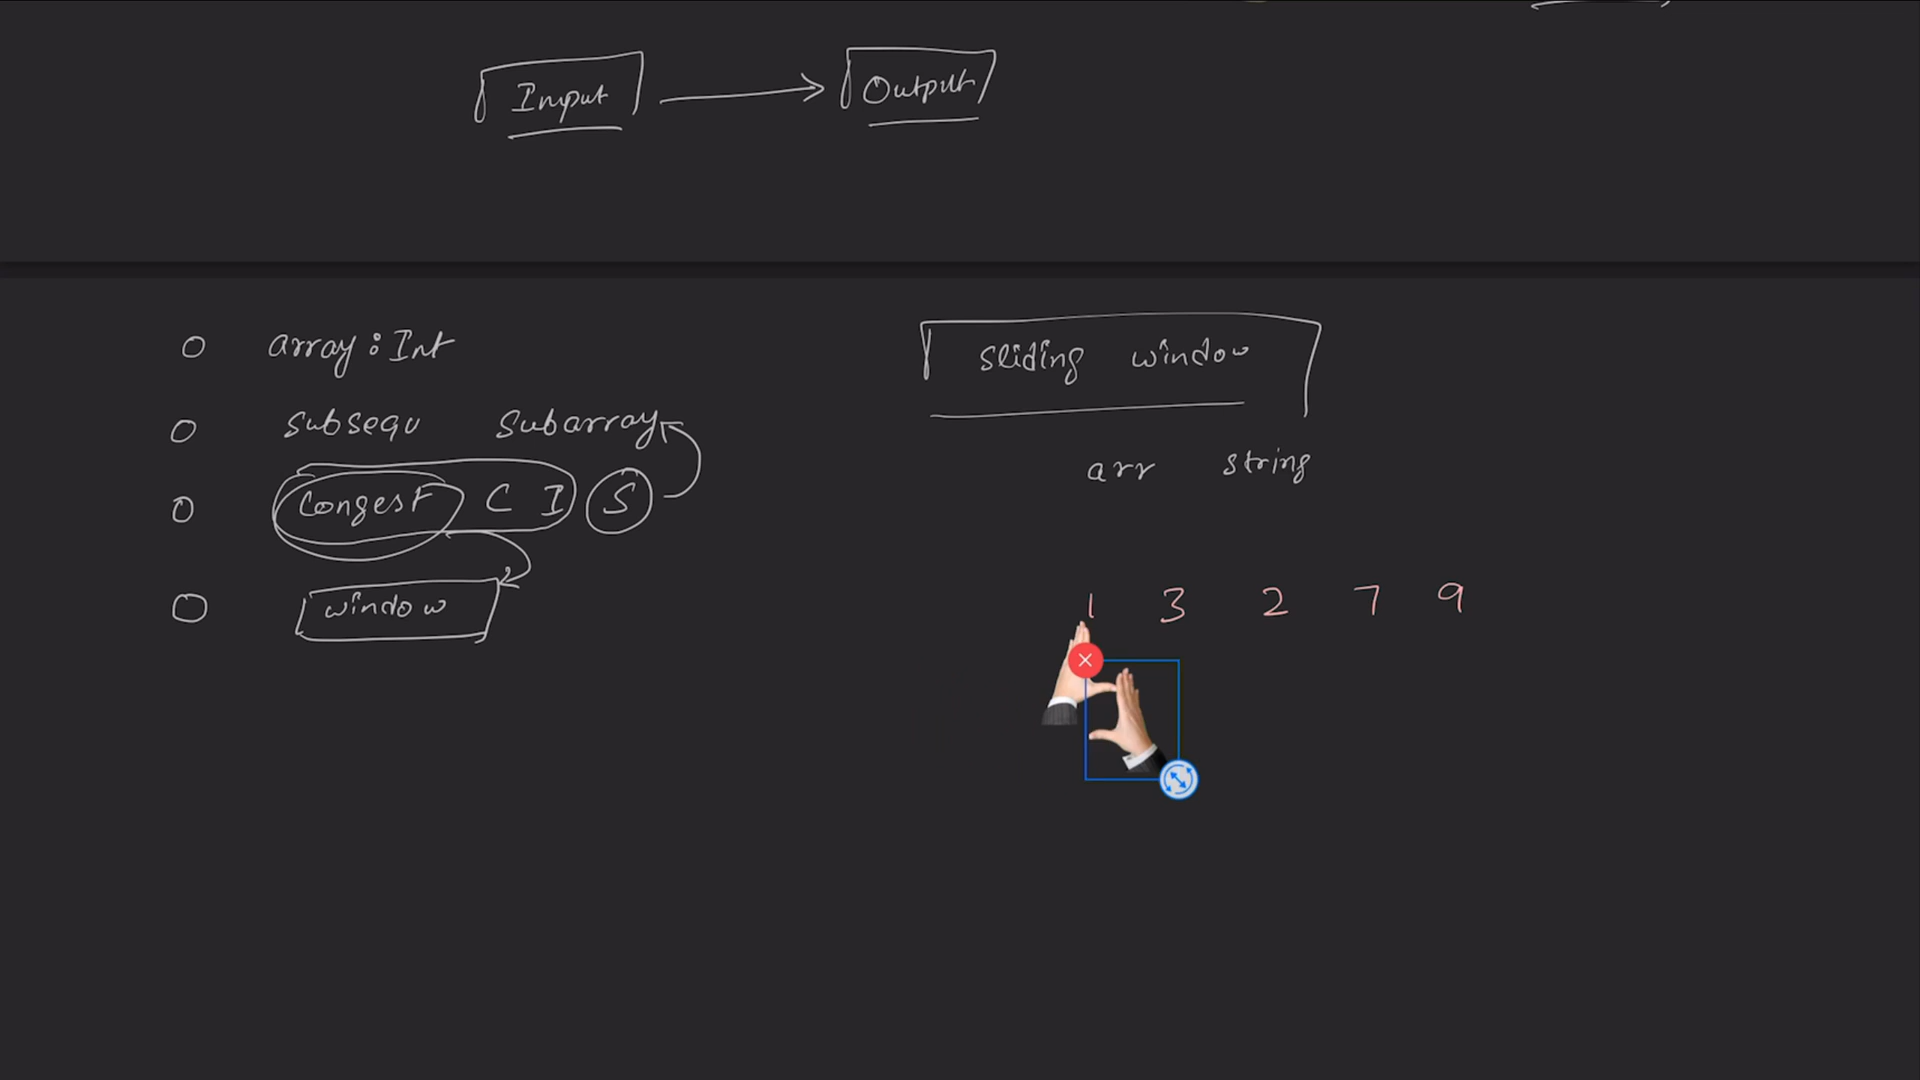 Input Output
array : Int
subsequ subarray
longest C I S
window
sliding window
arr string
1 3 2 7 9